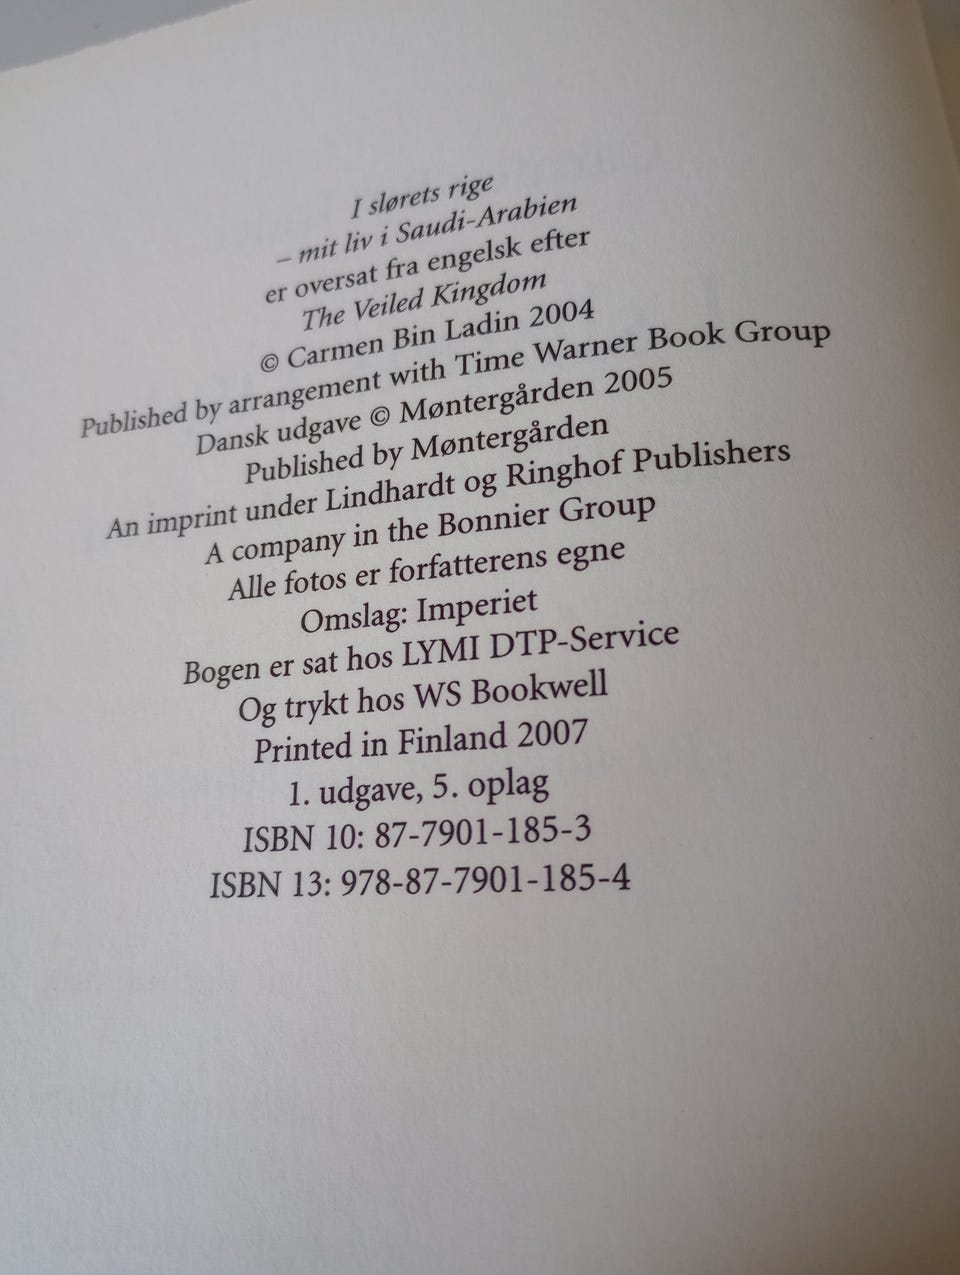 I slørets rige
– mit liv i Saudi-Arabien
er oversat fra engelsk efter
The Veiled Kingdom
© Carmen Bin Ladin 2004
Published by arrangement with Time Warner Book Group
Dansk udgave © Møntergården 2005
Published by Møntergården
An imprint under Lindhardt og Ringhof Publishers
A company in the Bonnier Group
Alle fotos er forfatterens egne
Omslag: Imperiet
Bogen er sat hos LYMI DTP-Service
Og trykt hos WS Bookwell
Printed in Finland 2007
1. udgave, 5. oplag
ISBN 10: 87-7901-185-3
ISBN 13: 978-87-7901-185-4